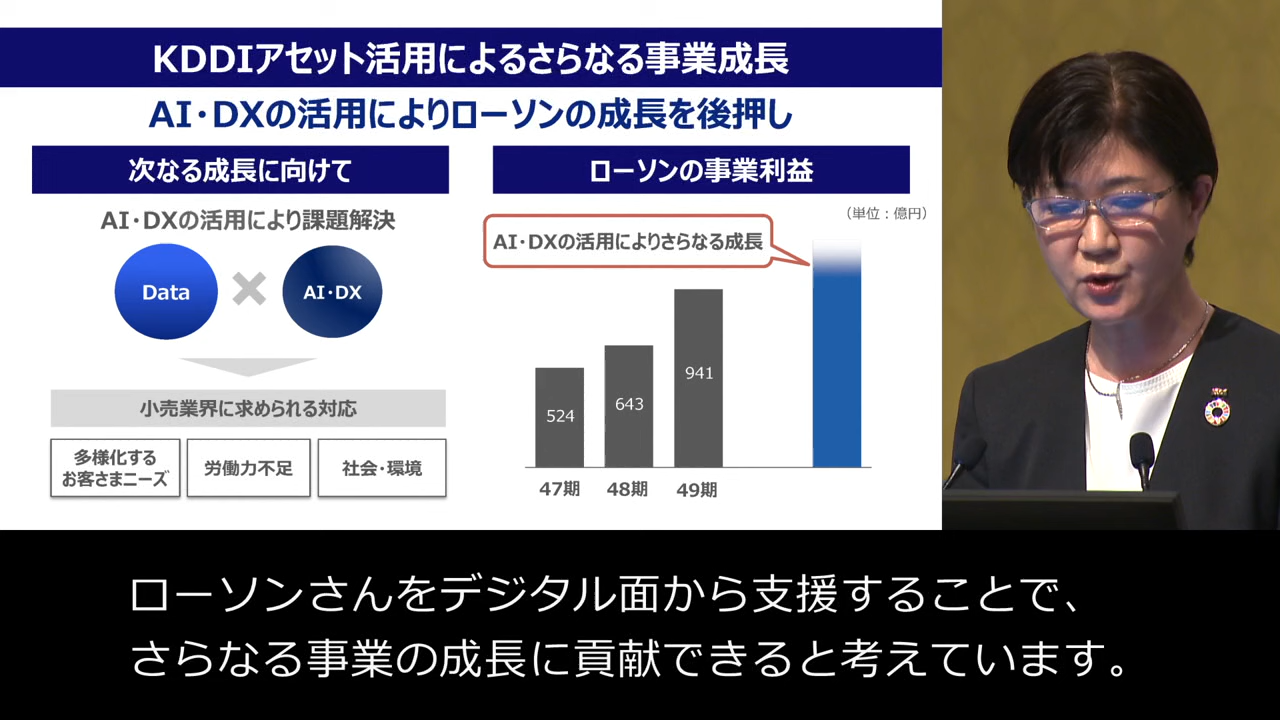 KDDIアセット活用によるさらなる事業成長
AI・DXの活用によりローソンの成長を後押し
次なる成長に向けて
AI・DXの活用により課題解決
Data
AI・DX
小売業界に求められる対応
多様化する
お客さまニーズ
労働力不足
社会・環境
ローソンの事業利益
（単位：億円）
AI・DXの活用によりさらなる成長
524
643
941
47期
48期
49期
ローソンさんをデジタル面から支援することで、
さらなる事業の成長に貢献できると考えています。